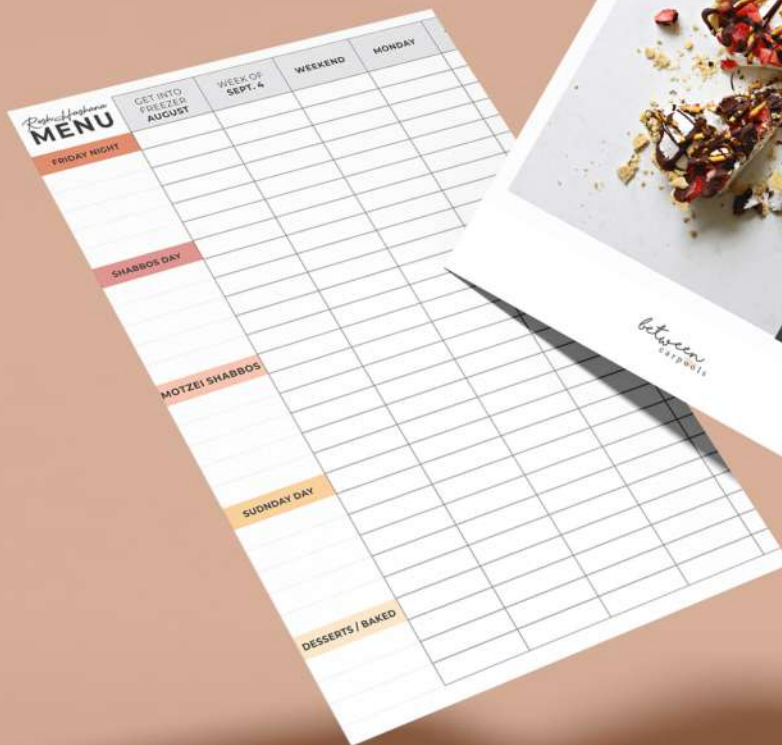 Rosh Hashana
MENU
GET INTO
FREEZER
AUGUST
WEEK OF
SEPT. 4
WEEKEND
MONDAY
FRIDAY NIGHT
SHABBOS DAY
MOTZEI SHABBOS
SUDNDAY DAY
DESSERTS / BAKED
between
carpools